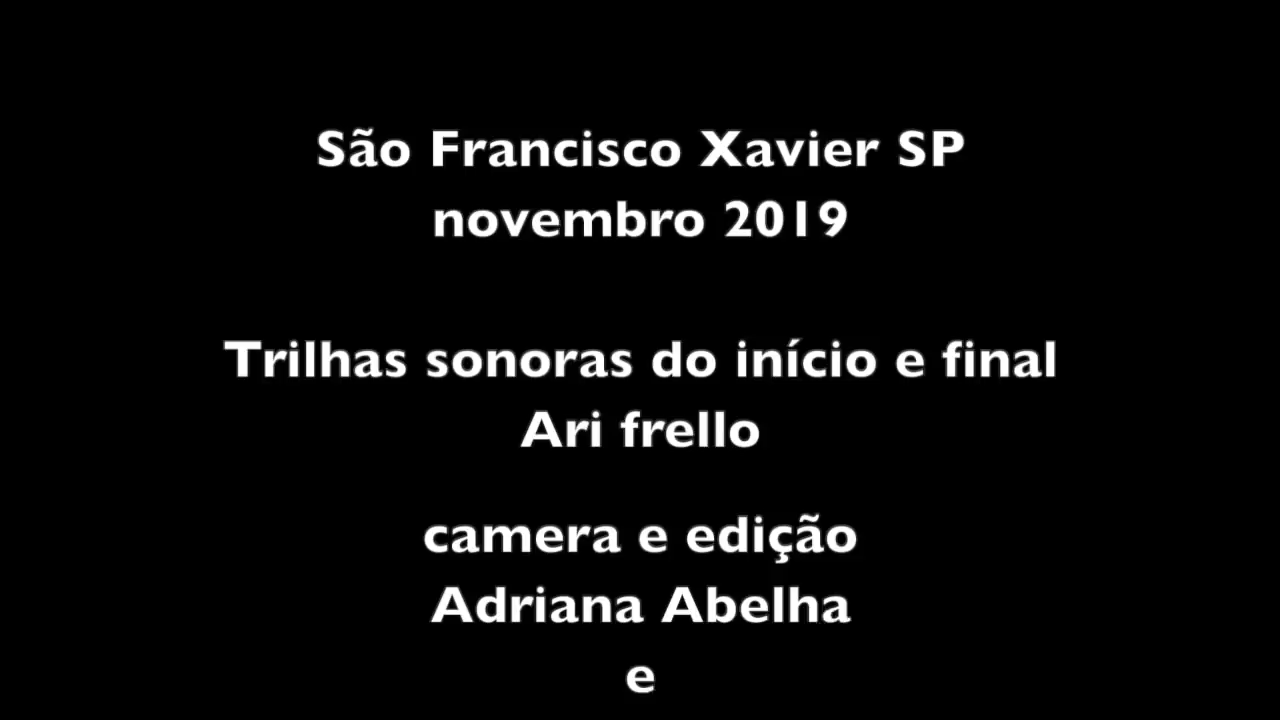 São Francisco Xavier SP
novembro 2019
Trilhas sonoras do início e final
Ari frello
camera e edição
Adriana Abelha
e